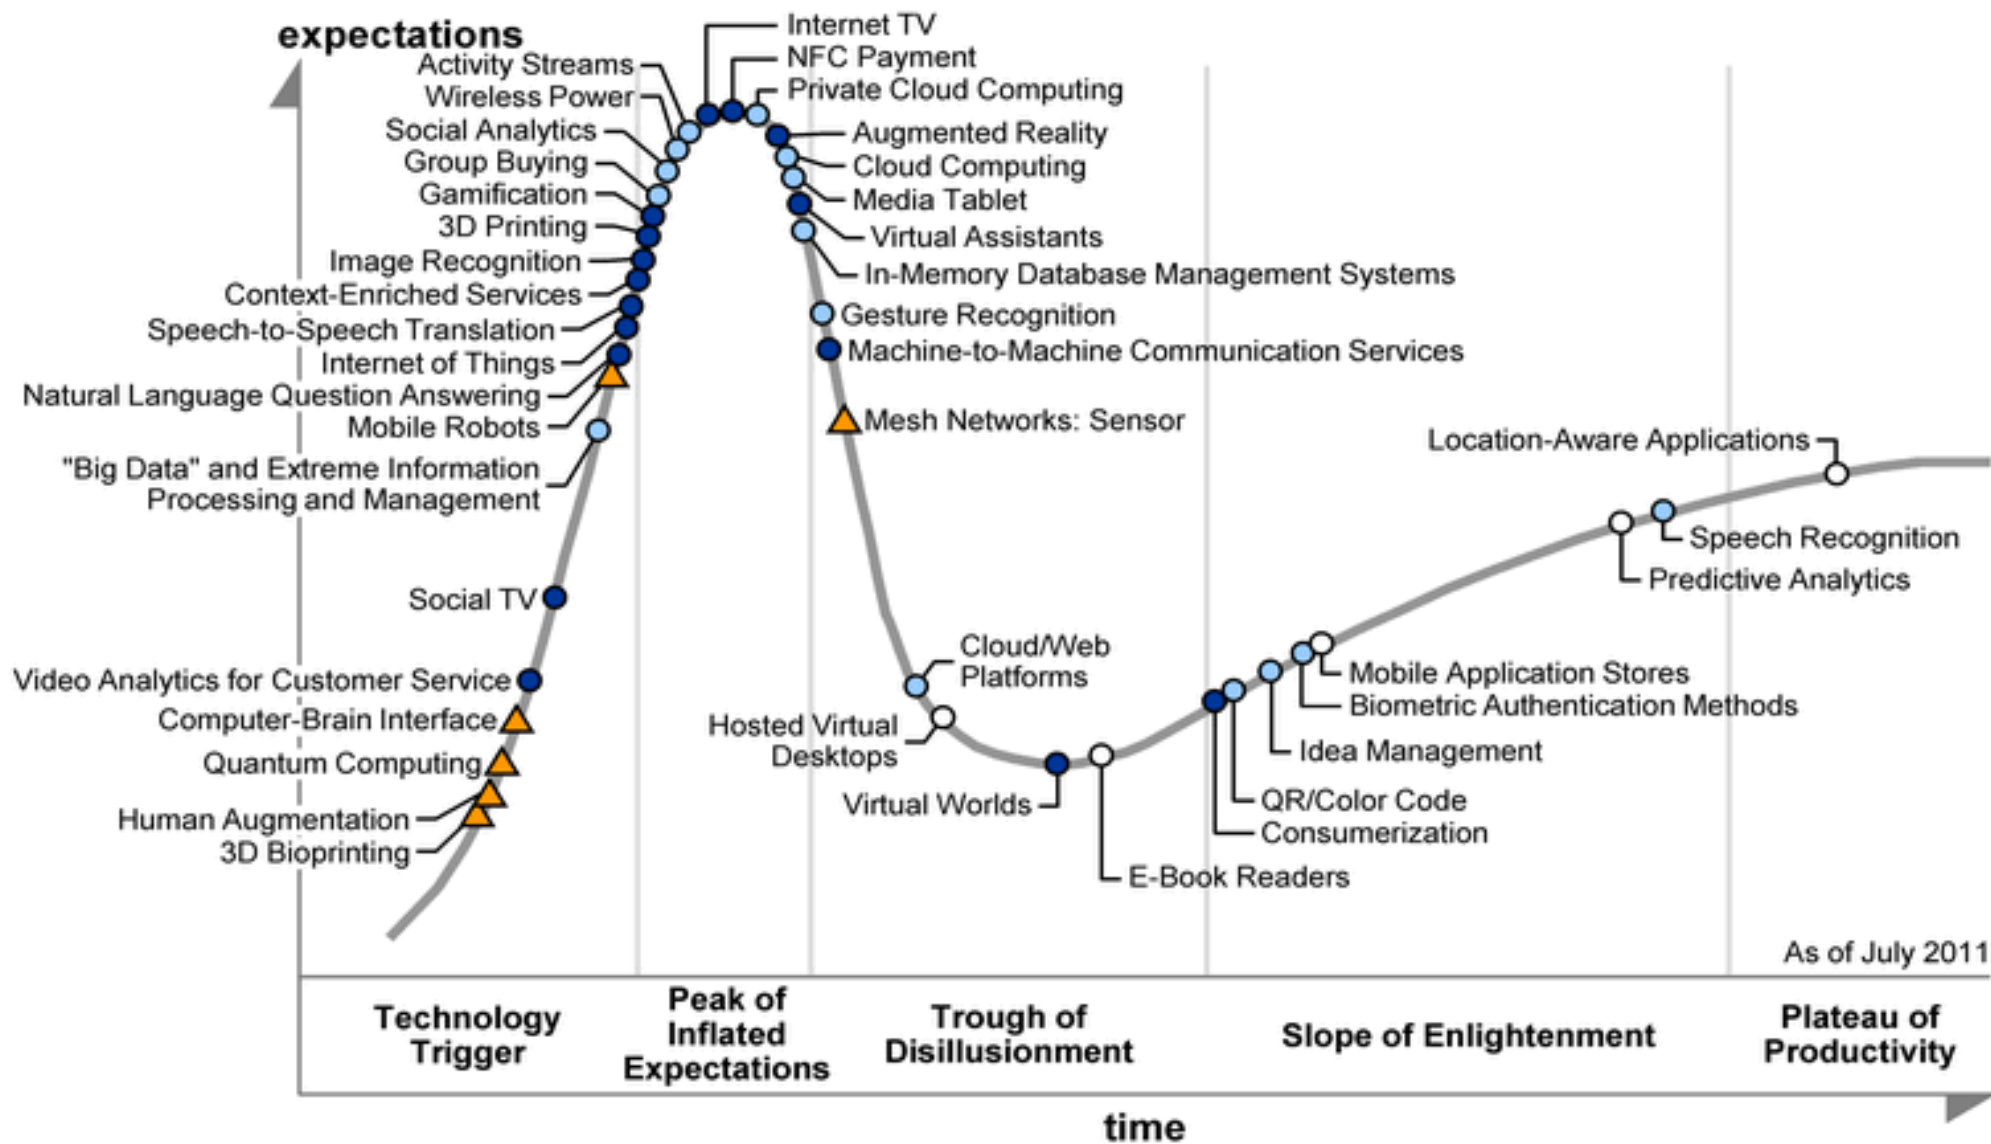 expectations
Activity Streams
Wireless Power
Social Analytics
Group Buying
Gamification
3D Printing
Image Recognition
Context-Enriched Services
Speech-to-Speech Translation
Internet of Things
Natural Language Question Answering
Mobile Robots
"Big Data" and Extreme Information
Processing and Management
Social TV
Video Analytics for Customer Service
Computer-Brain Interface
Quantum Computing
Human Augmentation
3D Bioprinting
Internet TV
NFC Payment
Private Cloud Computing
Augmented Reality
Cloud Computing
Media Tablet
Virtual Assistants
In-Memory Database Management Systems
Gesture Recognition
Machine-to-Machine Communication Services
Mesh Networks: Sensor
Cloud/Web
Platforms
Hosted Virtual
Desktops
Virtual Worlds
E-Book Readers
Location-Aware Applications
Speech Recognition
Predictive Analytics
Mobile Application Stores
Biometric Authentication Methods
Idea Management
QR/Color Code
Consumerization
As of July 2011
Technology
Trigger
Peak of
Inflated
Expectations
Trough of
Disillusionment
Slope of Enlightenment
Plateau of
Productivity
time